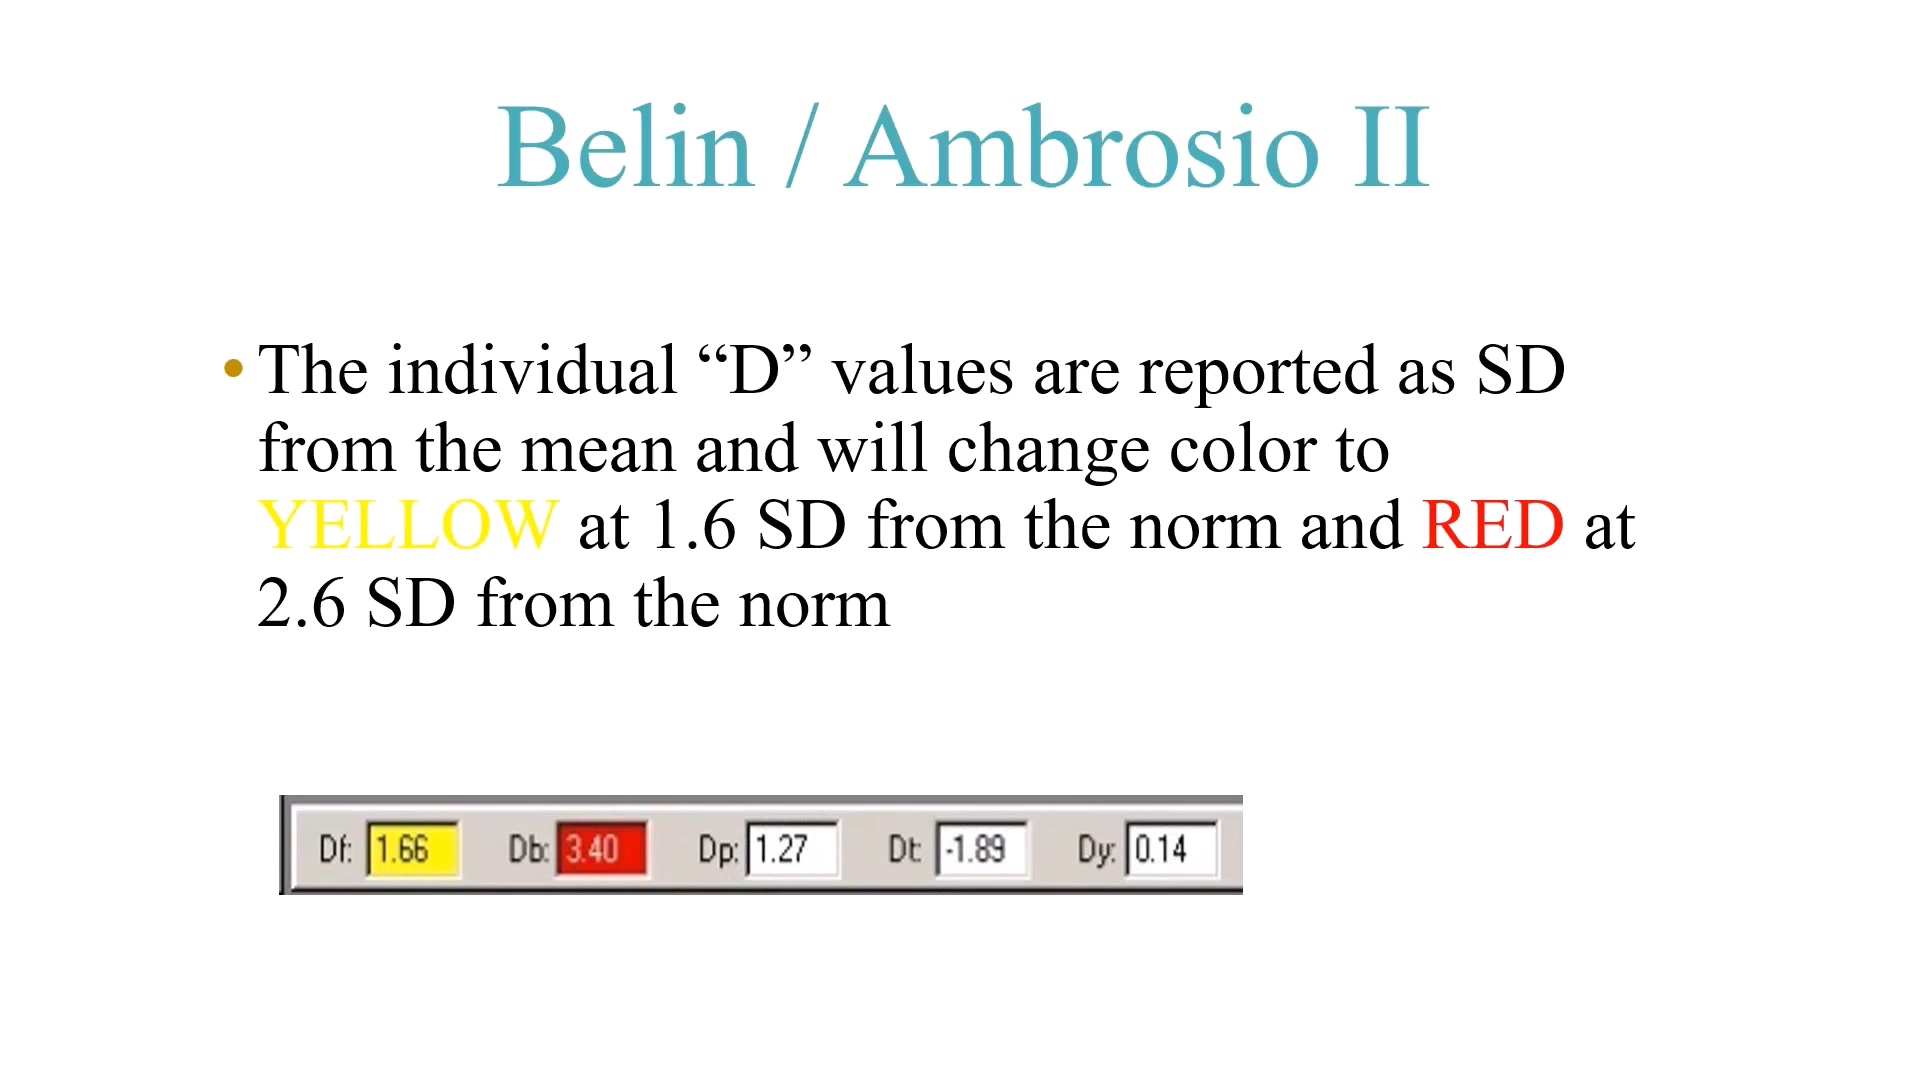 Belin / Ambrosio II
• The individual “D” values are reported as SD
from the mean and will change color to
YELLOW at 1.6 SD from the norm and RED at
2.6 SD from the norm
Df: 1.66 Db: 3.40 Dp: 1.27 Dt: -1.89 Dy: 0.14